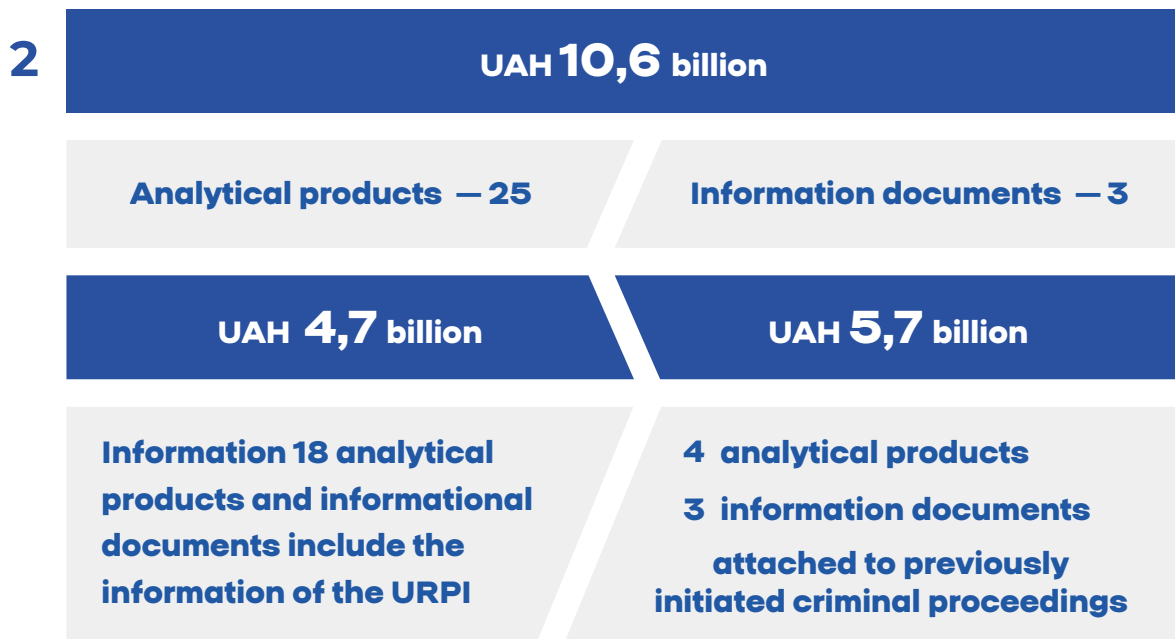 2
UAH 10,6 billion
Analytical products — 25
Information documents — 3
UAH 4,7 billion
UAH 5,7 billion
Information 18 analytical
products and informational
documents include the
information of the URPI
4 analytical products
3 information documents
attached to previously
initiated criminal proceedings